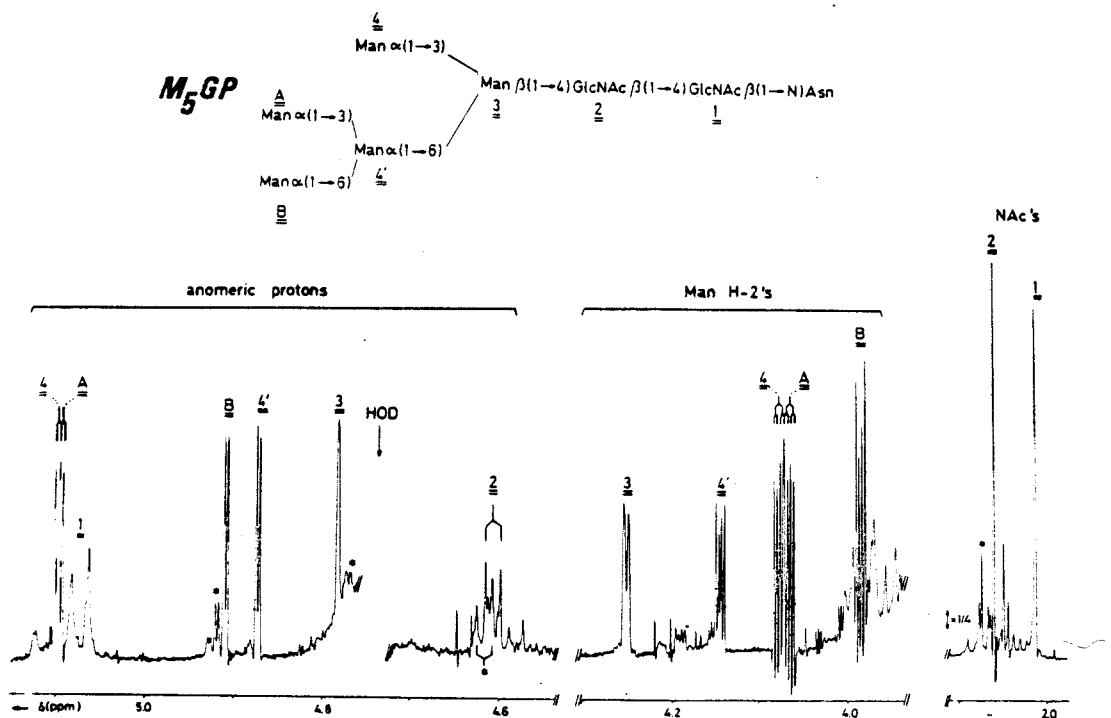 4
Man α(1→3)
M5GP
Man β(1→4)GlcNAc β(1→4)GlcNAc β(1→N)Asn
3 2 1
A
Man α(1→3)
Man α(1→6)
4'
Man α(1→6)
B
NAc's
2
1
anomeric protons
Man H-2's
B
4 A
4 A
B 4' 3 HOD
1
2
3 4'
*
*
*
*
=1/4
← δ(ppm) 5.0 4.8 4.6 4.2 4.0 2.0